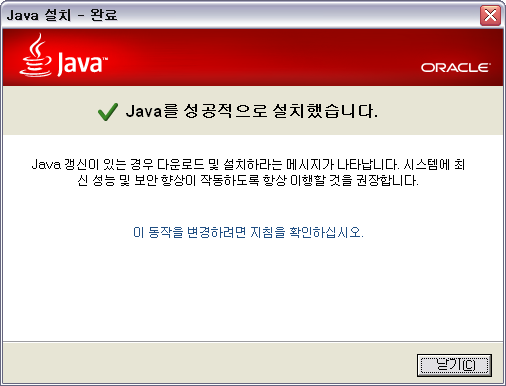 Java 설치 - 완료
Java™
ORACLE®
Java를 성공적으로 설치했습니다.
Java 갱신이 있는 경우 다운로드 및 설치하라는 메시지가 나타납니다. 시스템에 최
신 성능 및 보안 향상이 작동하도록 항상 이행할 것을 권장합니다.
이 동작을 변경하려면 지침을 확인하십시오.
닫기(C)